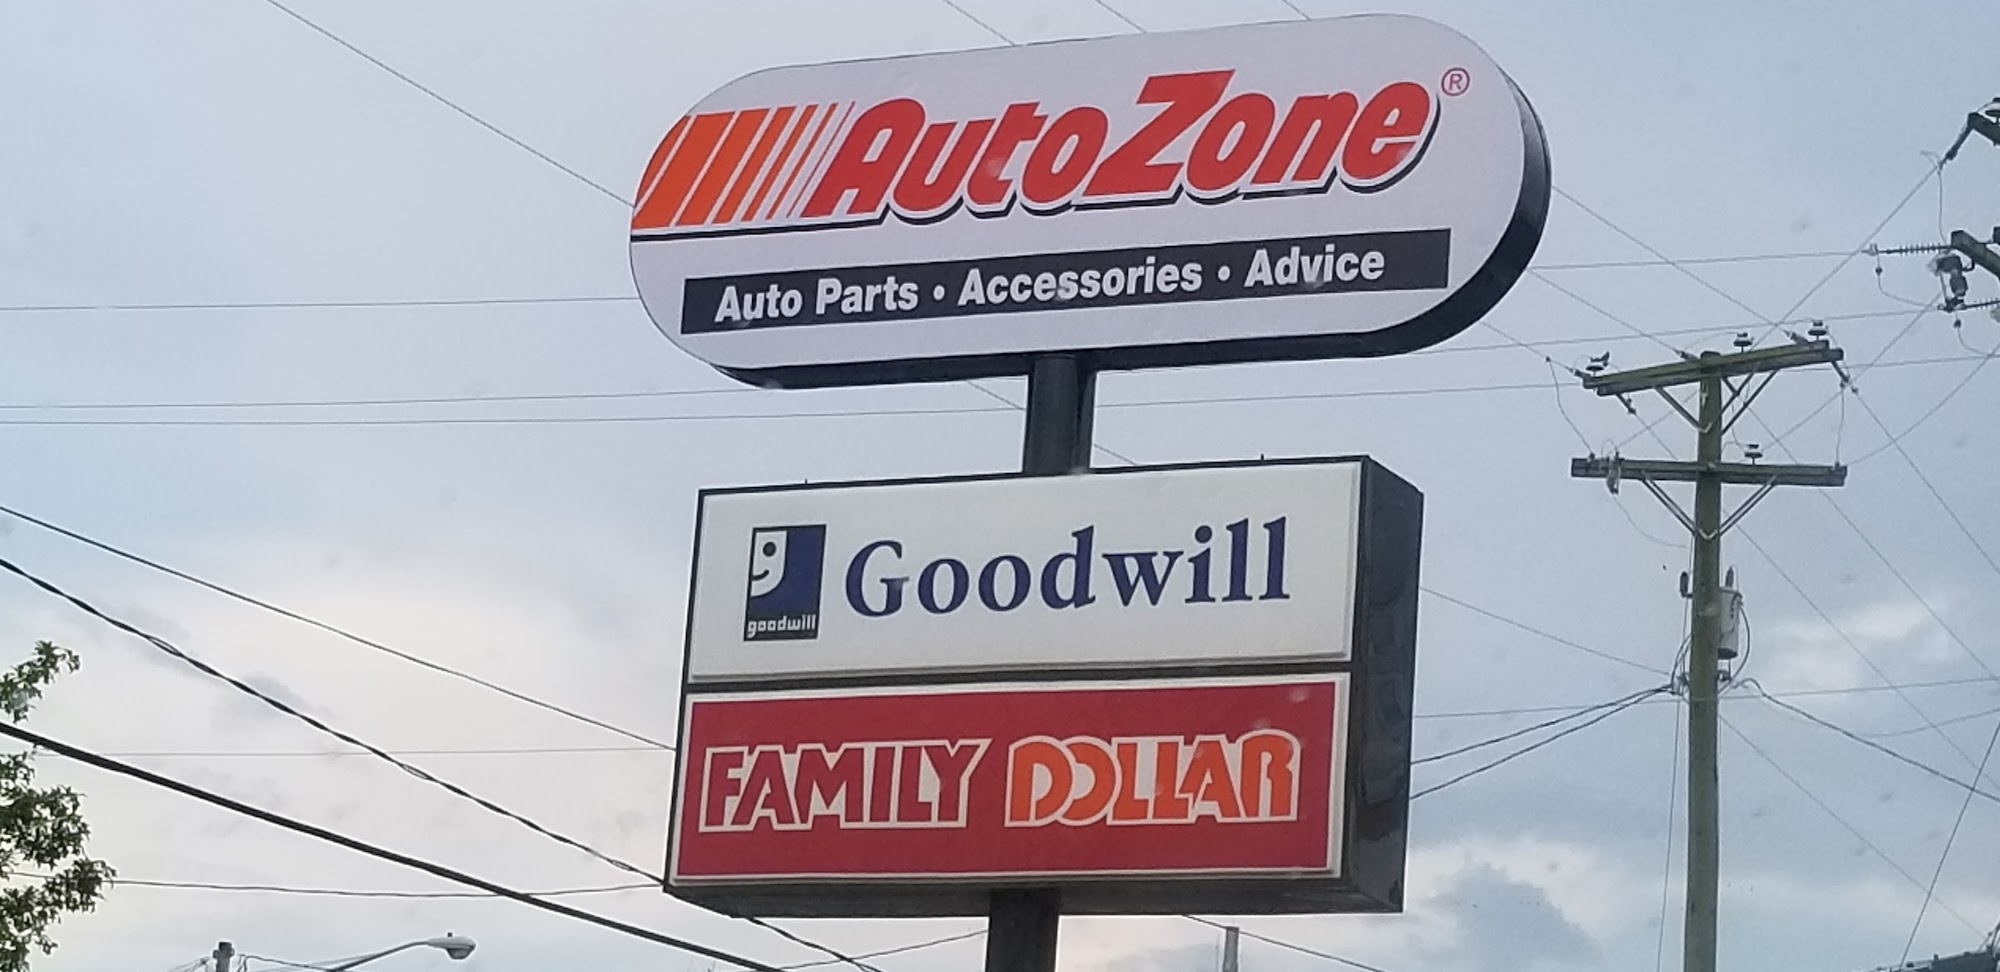 AutoZone®
Auto Parts • Accessories • Advice
Goodwill
goodwill
FAMILY DOLLAR